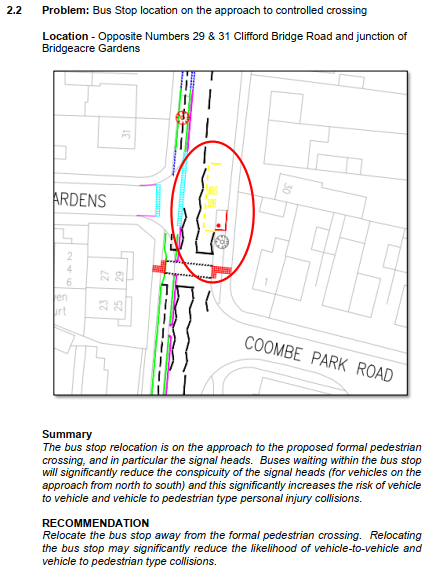 2.2 Problem: Bus Stop location on the approach to controlled crossing
Location - Opposite Numbers 29 & 31 Clifford Bridge Road and junction of
Bridgeacre Gardens
31
ARDENS
30
2
4
6
27
29
23
25
en
urt
1
COOMBE PARK ROAD
Summary
The bus stop relocation is on the approach to the proposed formal pedestrian
crossing, and in particular the signal heads. Buses waiting within the bus stop
will significantly reduce the conspicuity of the signal heads (for vehicles on the
approach from north to south) and this significantly increases the risk of vehicle
to vehicle and vehicle to pedestrian type personal injury collisions.
RECOMMENDATION
Relocate the bus stop away from the formal pedestrian crossing. Relocating
the bus stop may significantly reduce the likelihood of vehicle-to-vehicle and
vehicle to pedestrian type collisions.